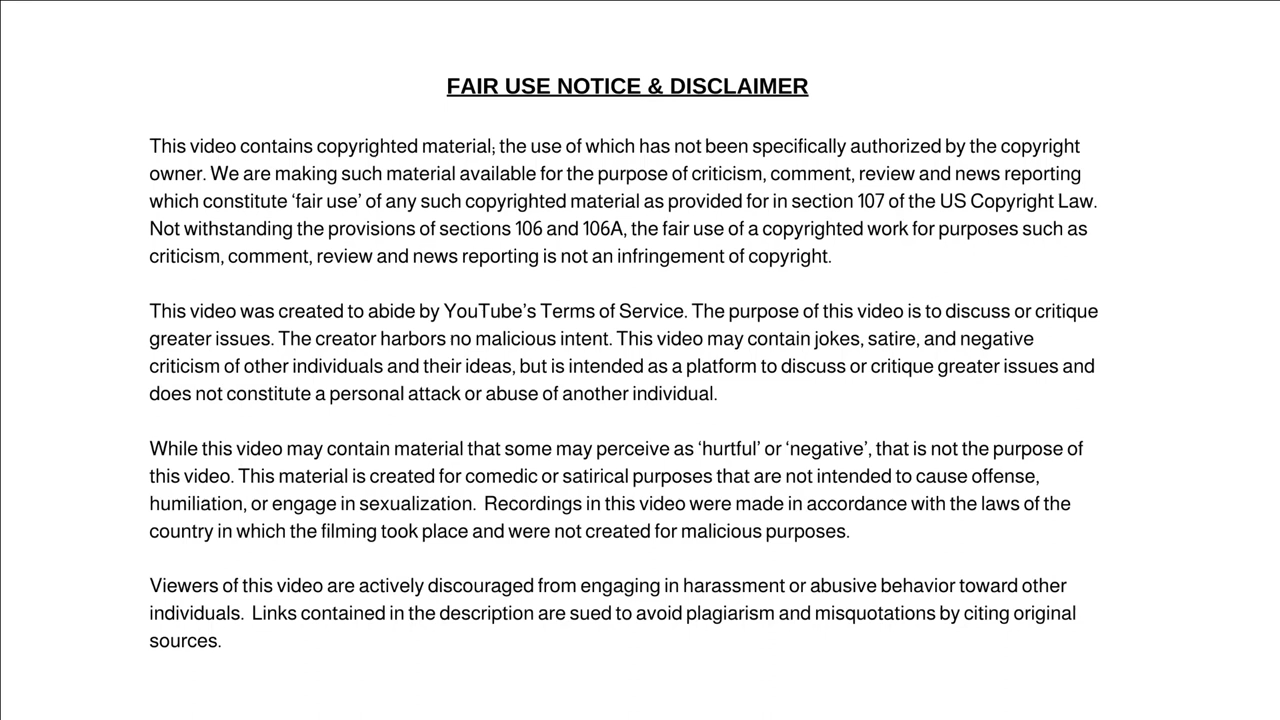 FAIR USE NOTICE & DISCLAIMER
This video contains copyrighted material; the use of which has not been specifically authorized by the copyright
owner. We are making such material available for the purpose of criticism, comment, review and news reporting
which constitute ‘fair use’ of any such copyrighted material as provided for in section 107 of the US Copyright Law.
Not withstanding the provisions of sections 106 and 106A, the fair use of a copyrighted work for purposes such as
criticism, comment, review and news reporting is not an infringement of copyright.
This video was created to abide by YouTube’s Terms of Service. The purpose of this video is to discuss or critique
greater issues. The creator harbors no malicious intent. This video may contain jokes, satire, and negative
criticism of other individuals and their ideas, but is intended as a platform to discuss or critique greater issues and
does not constitute a personal attack or abuse of another individual.
While this video may contain material that some may perceive as ‘hurtful’ or ‘negative’, that is not the purpose of
this video. This material is created for comedic or satirical purposes that are not intended to cause offense,
humiliation, or engage in sexualization.  Recordings in this video were made in accordance with the laws of the
country in which the filming took place and were not created for malicious purposes.
Viewers of this video are actively discouraged from engaging in harassment or abusive behavior toward other
individuals.  Links contained in the description are sued to avoid plagiarism and misquotations by citing original
sources.